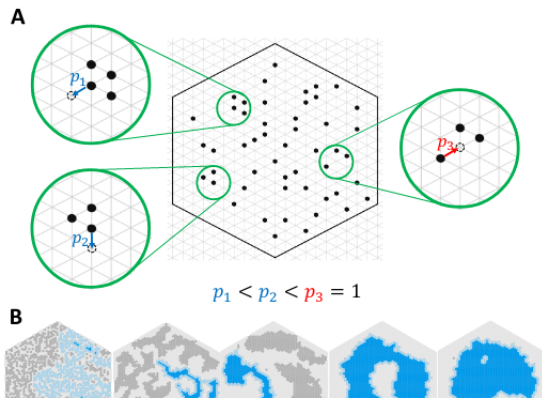 A
p₁
p₃
p₂
p₁ < p₂ < p₃ = 1
B